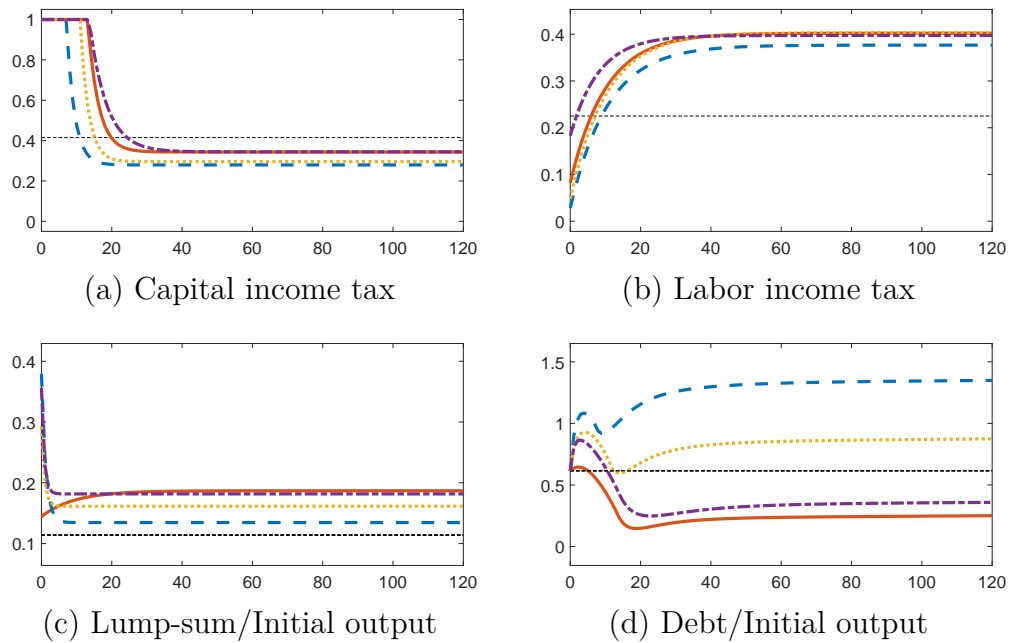 1
0.8
0.6
0.4
0.2
0
0 20 40 60 80 100 120
(a) Capital income tax
0.4
0.3
0.2
0.1
0
0 20 40 60 80 100 120
(b) Labor income tax
0.4
0.3
0.2
0.1
0 20 40 60 80 100 120
(c) Lump-sum/Initial output
1.5
1
0.5
0
0 20 40 60 80 100 120
(d) Debt/Initial output